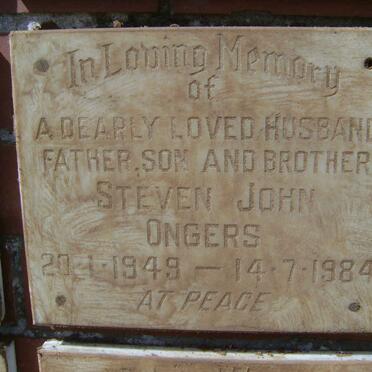 In Loving Memory
of
A DEARLY LOVED HUSBAND
FATHER, SON AND BROTHER
STEVEN JOHN
ONGERS
29·1·1949 — 14·7·1984
AT PEACE